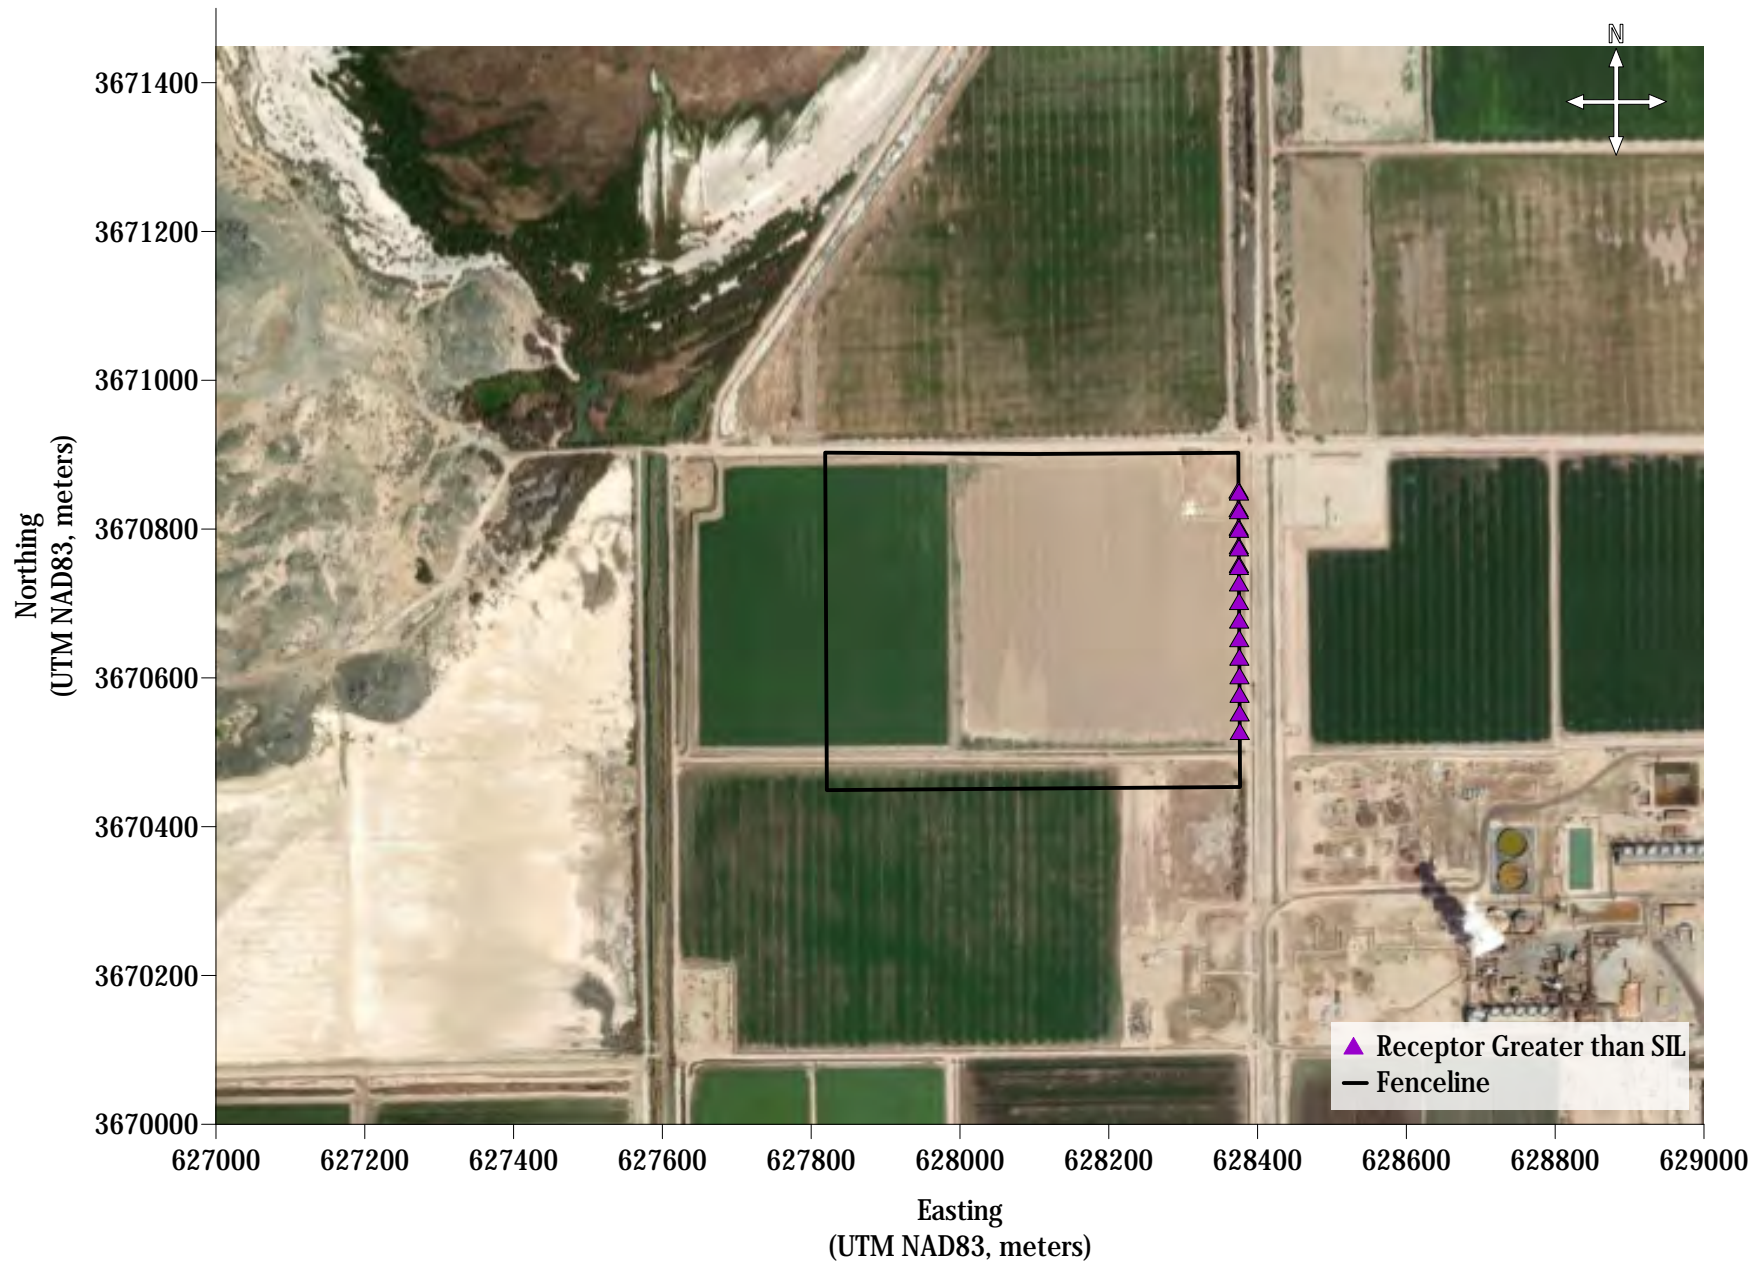 N
3671400
3671200
3671000
3670800
3670600
3670400
3670200
3670000
Northing
(UTM NAD83, meters)
627000 627200 627400 627600 627800 628000 628200 628400 628600 628800 629000
Easting
(UTM NAD83, meters)
Receptor Greater than SIL
Fenceline